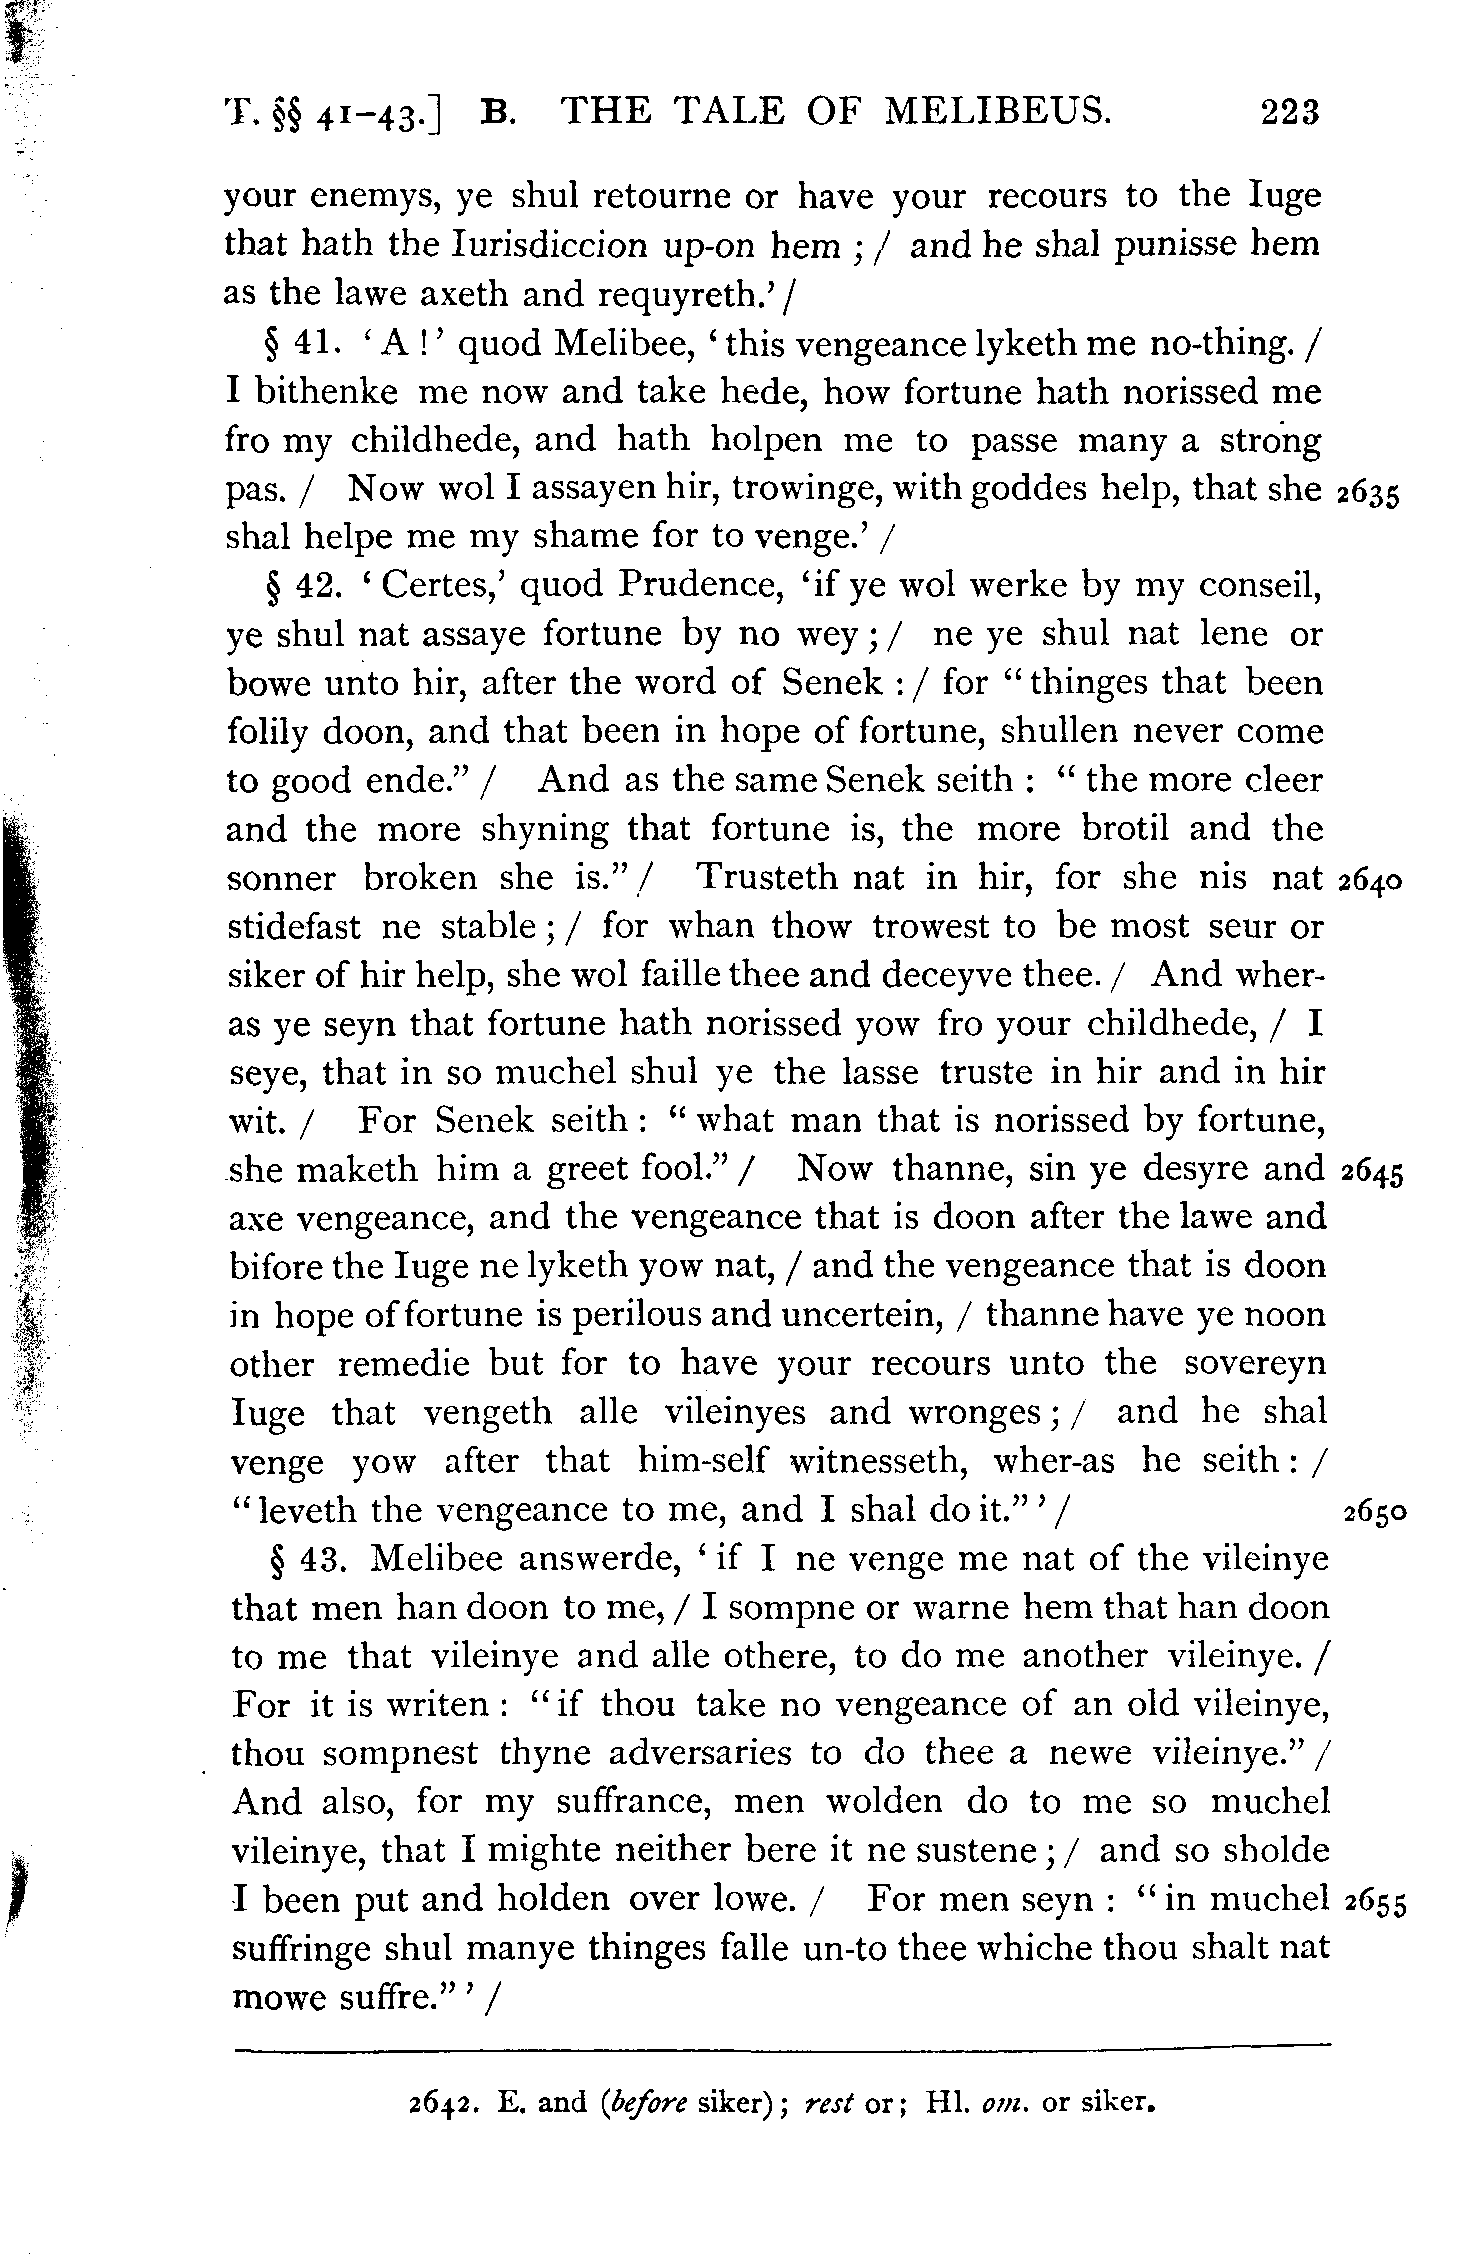 T. §§ 41–43.] B. THE TALE OF MELIBEUS. 223
your enemys, ye shul retourne or have your recours to the Iuge
that hath the Iurisdiccion up-on hem ; / and he shal punisse hem
as the lawe axeth and requyreth.’ /
§ 41. ‘ A ! ’ quod Melibee, ‘ this vengeance lyketh me no-thing. /
I bithenke me now and take hede, how fortune hath norissed me
fro my childhede, and hath holpen me to passe many a strong
pas. / Now wol I assayen hir, trowinge, with goddes help, that she 2635
shal helpe me my shame for to venge.’ /
§ 42. ‘ Certes,’ quod Prudence, ‘if ye wol werke by my conseil,
ye shul nat assaye fortune by no wey ; / ne ye shul nat lene or
bowe unto hir, after the word of Senek : / for “ thinges that been
folily doon, and that been in hope of fortune, shullen never come
to good ende.” / And as the same Senek seith : “ the more cleer
and the more shyning that fortune is, the more brotil and the
sonner broken she is.” / Trusteth nat in hir, for she nis nat 2640
stidefast ne stable ; / for whan thow trowest to be most seur or
siker of hir help, she wol faille thee and deceyve thee. / And wher-
as ye seyn that fortune hath norissed yow fro your childhede, / I
seye, that in so muchel shul ye the lasse truste in hir and in hir
wit. / For Senek seith : “ what man that is norissed by fortune,
she maketh him a greet fool.” / Now thanne, sin ye desyre and 2645
axe vengeance, and the vengeance that is doon after the lawe and
bifore the Iuge ne lyketh yow nat, / and the vengeance that is doon
in hope of fortune is perilous and uncertein, / thanne have ye noon
other remedie but for to have your recours unto the sovereyn
Iuge that vengeth alle vileinyes and wronges ; / and he shal
venge yow after that him-self witnesseth, wher-as he seith : /
“ leveth the vengeance to me, and I shal do it.” ’ / 2650
§ 43. Melibee answerde, ‘ if I ne venge me nat of the vileinye
that men han doon to me, / I sompne or warne hem that han doon
to me that vileinye and alle othere, to do me another vileinye. /
For it is writen : “ if thou take no vengeance of an old vileinye,
thou sompnest thyne adversaries to do thee a newe vileinye.” /
And also, for my suffrance, men wolden do to me so muchel
vileinye, that I mighte neither bere it ne sustene ; / and so sholde
I been put and holden over lowe. / For men seyn : “ in muchel 2655
suffringe shul manye thinges falle un-to thee whiche thou shalt nat
mowe suffre.” ’ /
2642. E. and (before siker) ; rest or ; Hl. om. or siker.